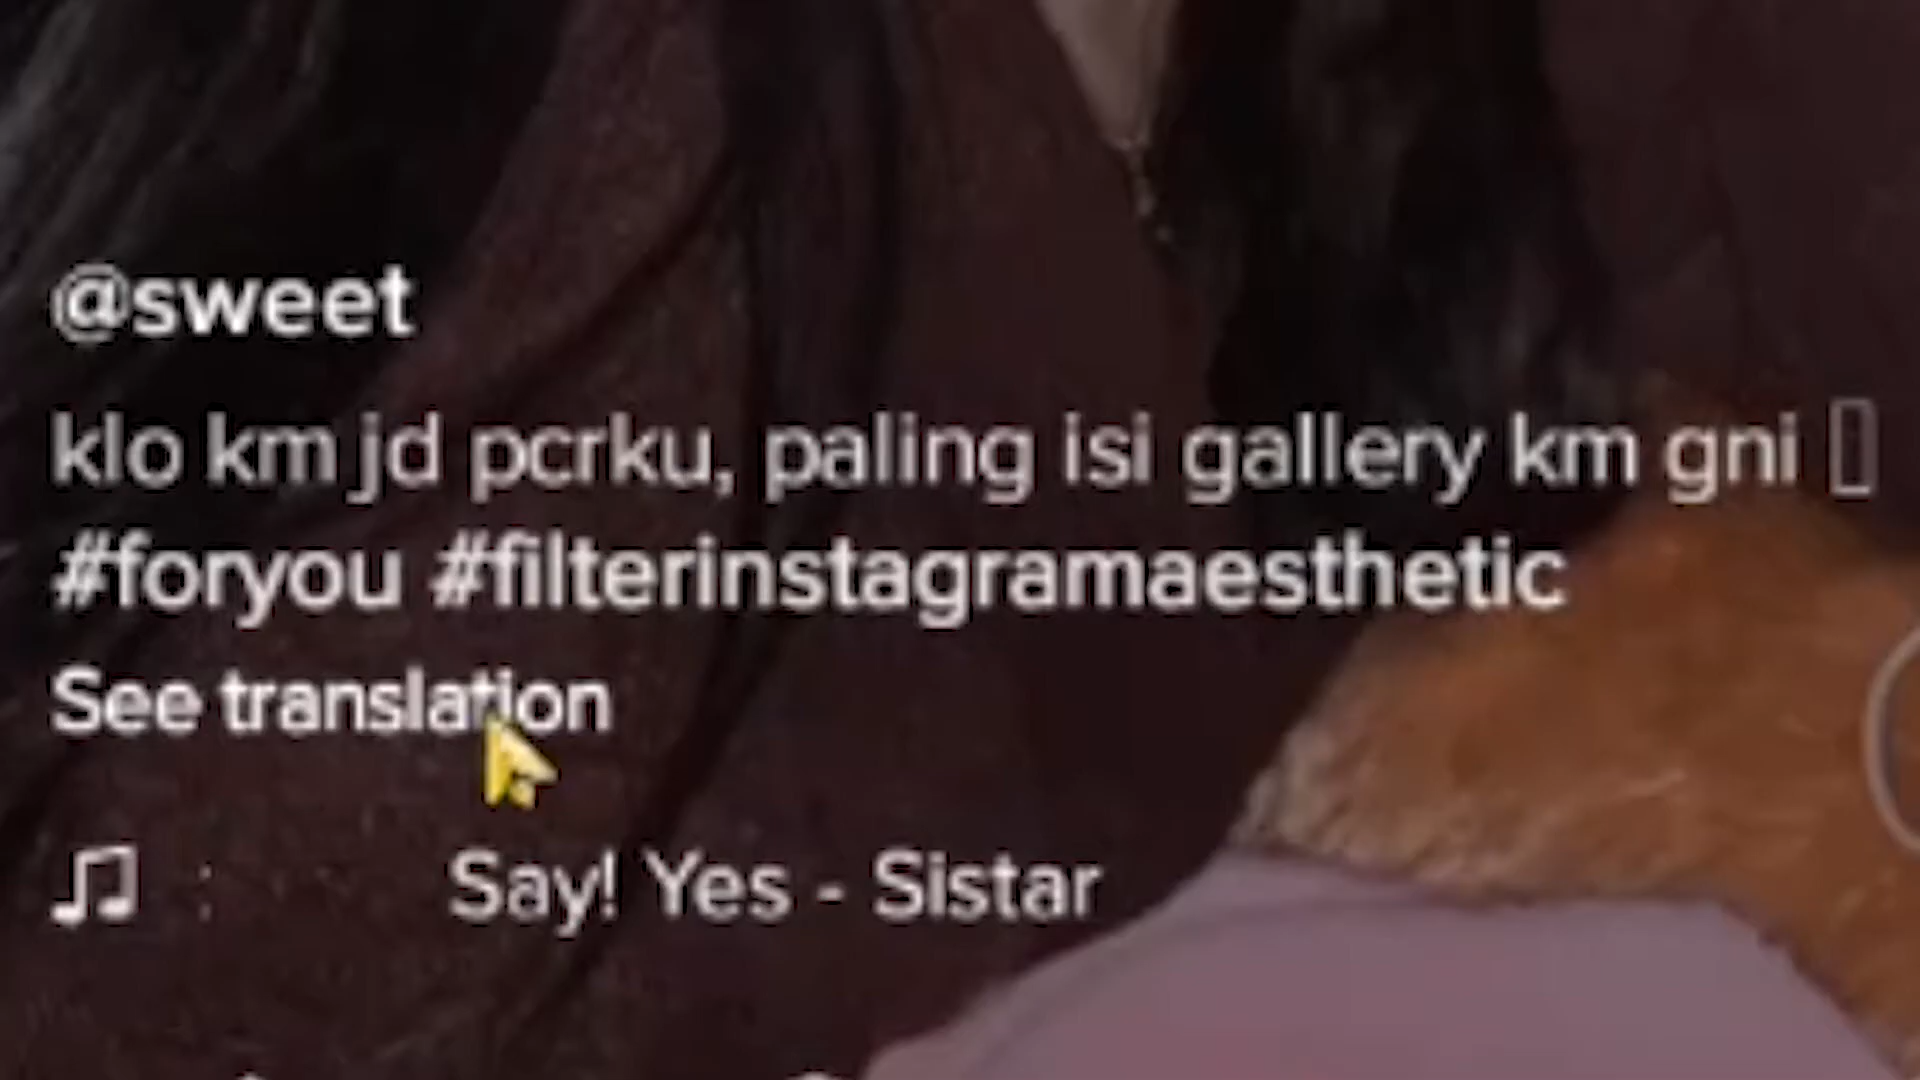 @sweet
klo km jd pcrku, paling isi gallery km gni
#foryou #filterinstagramaesthetic
See translation
♫ : Say! Yes - Sistar